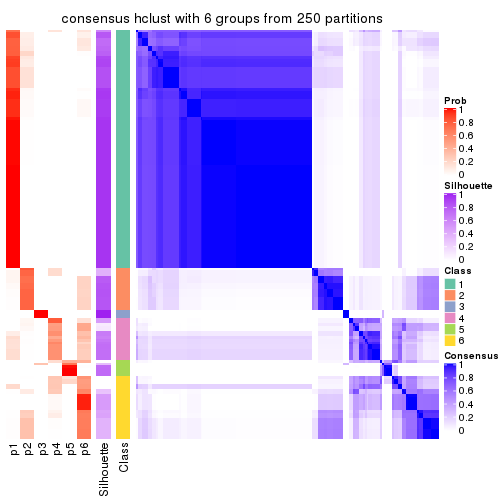 consensus hclust with 6 groups from 250 partitions
Prob
1
0.8
0.6
0.4
0.2
0
Silhouette
1
0.8
0.6
0.4
0.2
0
Class
1
2
3
4
5
6
Consensus
1
0.8
0.6
0.4
0.2
0
p1
p2
p3
p4
p5
p6
Silhouette
Class